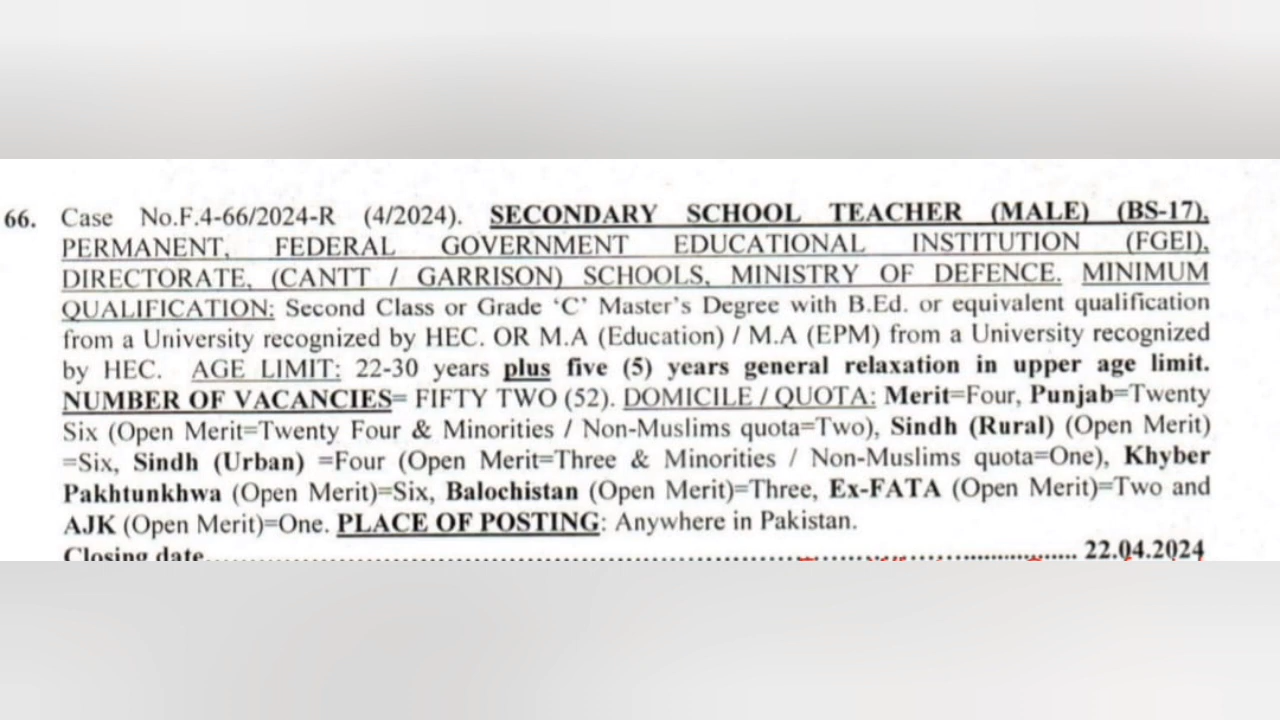 66. Case No.F.4-66/2024-R (4/2024). SECONDARY SCHOOL TEACHER (MALE) (BS-17),
PERMANENT, FEDERAL GOVERNMENT EDUCATIONAL INSTITUTION (FGEI),
DIRECTORATE, (CANTT / GARRISON) SCHOOLS, MINISTRY OF DEFENCE. MINIMUM
QUALIFICATION: Second Class or Grade ‘C’ Master’s Degree with B.Ed. or equivalent qualification
from a University recognized by HEC. OR M.A (Education) / M.A (EPM) from a University recognized
by HEC. AGE LIMIT: 22-30 years plus five (5) years general relaxation in upper age limit.
NUMBER OF VACANCIES= FIFTY TWO (52). DOMICILE / QUOTA: Merit=Four, Punjab=Twenty
Six (Open Merit=Twenty Four & Minorities / Non-Muslims quota=Two), Sindh (Rural) (Open Merit)
=Six, Sindh (Urban) =Four (Open Merit=Three & Minorities / Non-Muslims quota=One), Khyber
Pakhtunkhwa (Open Merit)=Six, Balochistan (Open Merit)=Three, Ex-FATA (Open Merit)=Two and
AJK (Open Merit)=One. PLACE OF POSTING: Anywhere in Pakistan.
Closing date........................................................................................ 22.04.2024